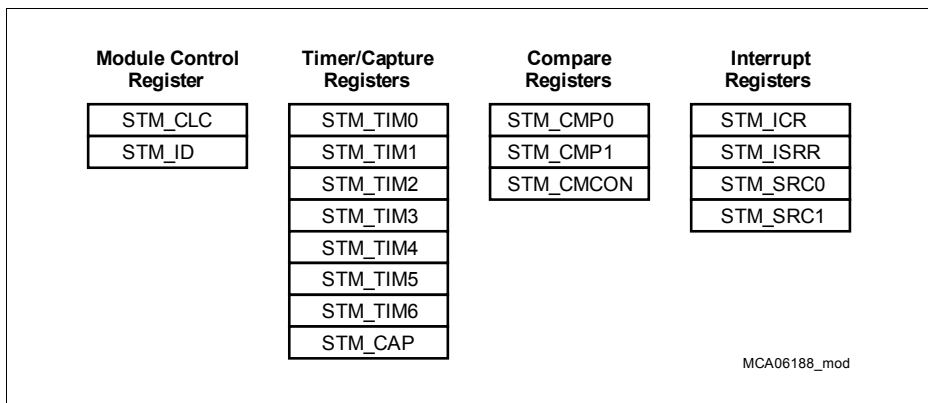 Module Control
Register
STM_CLC
STM_ID
Timer/Capture
Registers
STM_TIM0
STM_TIM1
STM_TIM2
STM_TIM3
STM_TIM4
STM_TIM5
STM_TIM6
STM_CAP
Compare
Registers
STM_CMP0
STM_CMP1
STM_CMCON
Interrupt
Registers
STM_ICR
STM_ISRR
STM_SRC0
STM_SRC1
MCA06188_mod